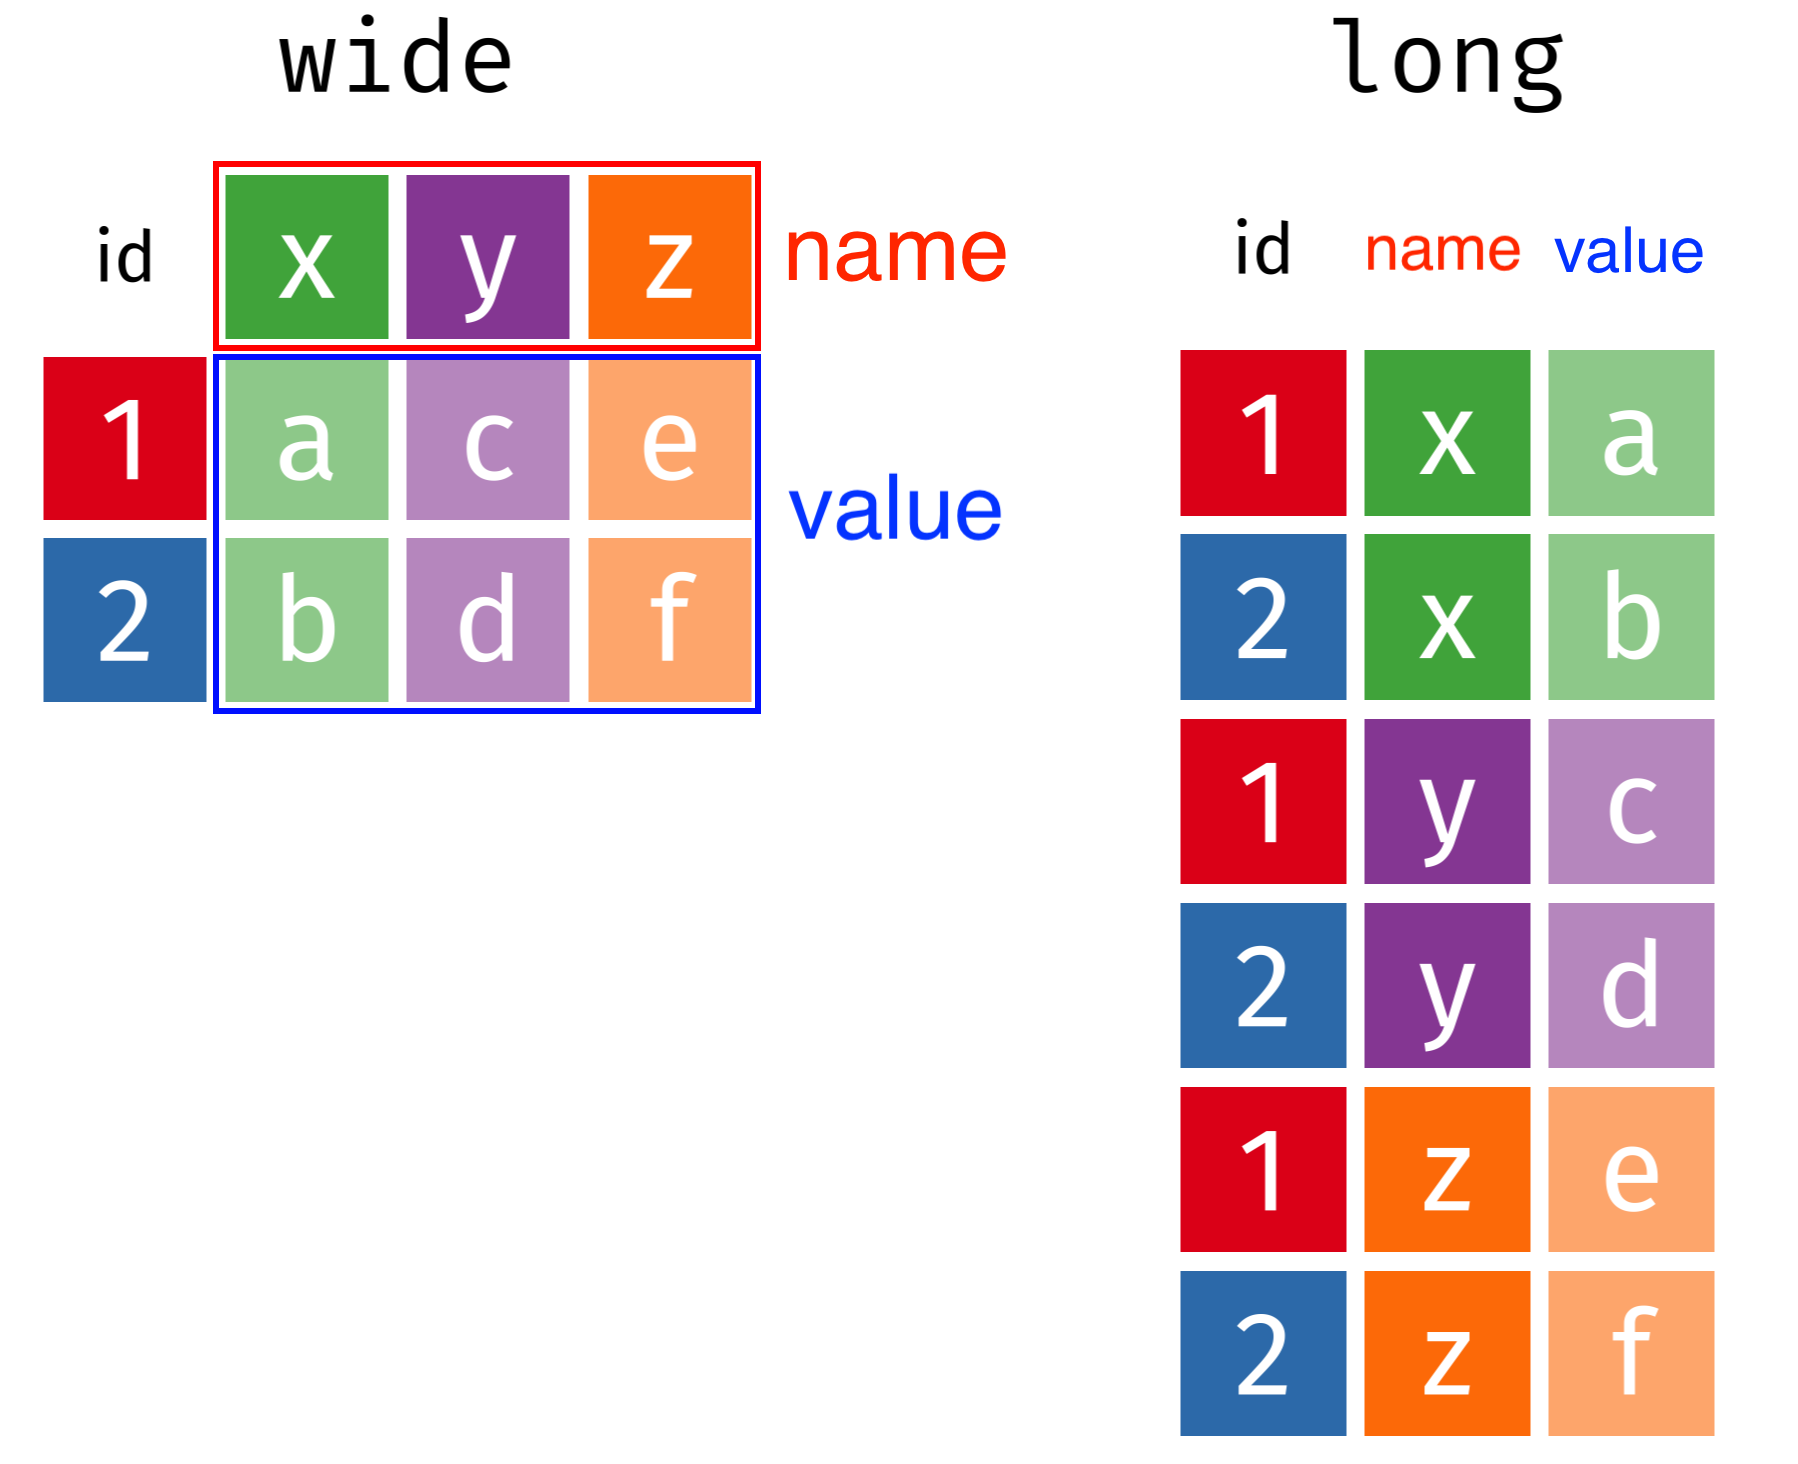 wide
id x y z name
1 a c e
value
2 b d f
long
id name value
1 x a
2 x b
1 y c
2 y d
1 z e
2 z f